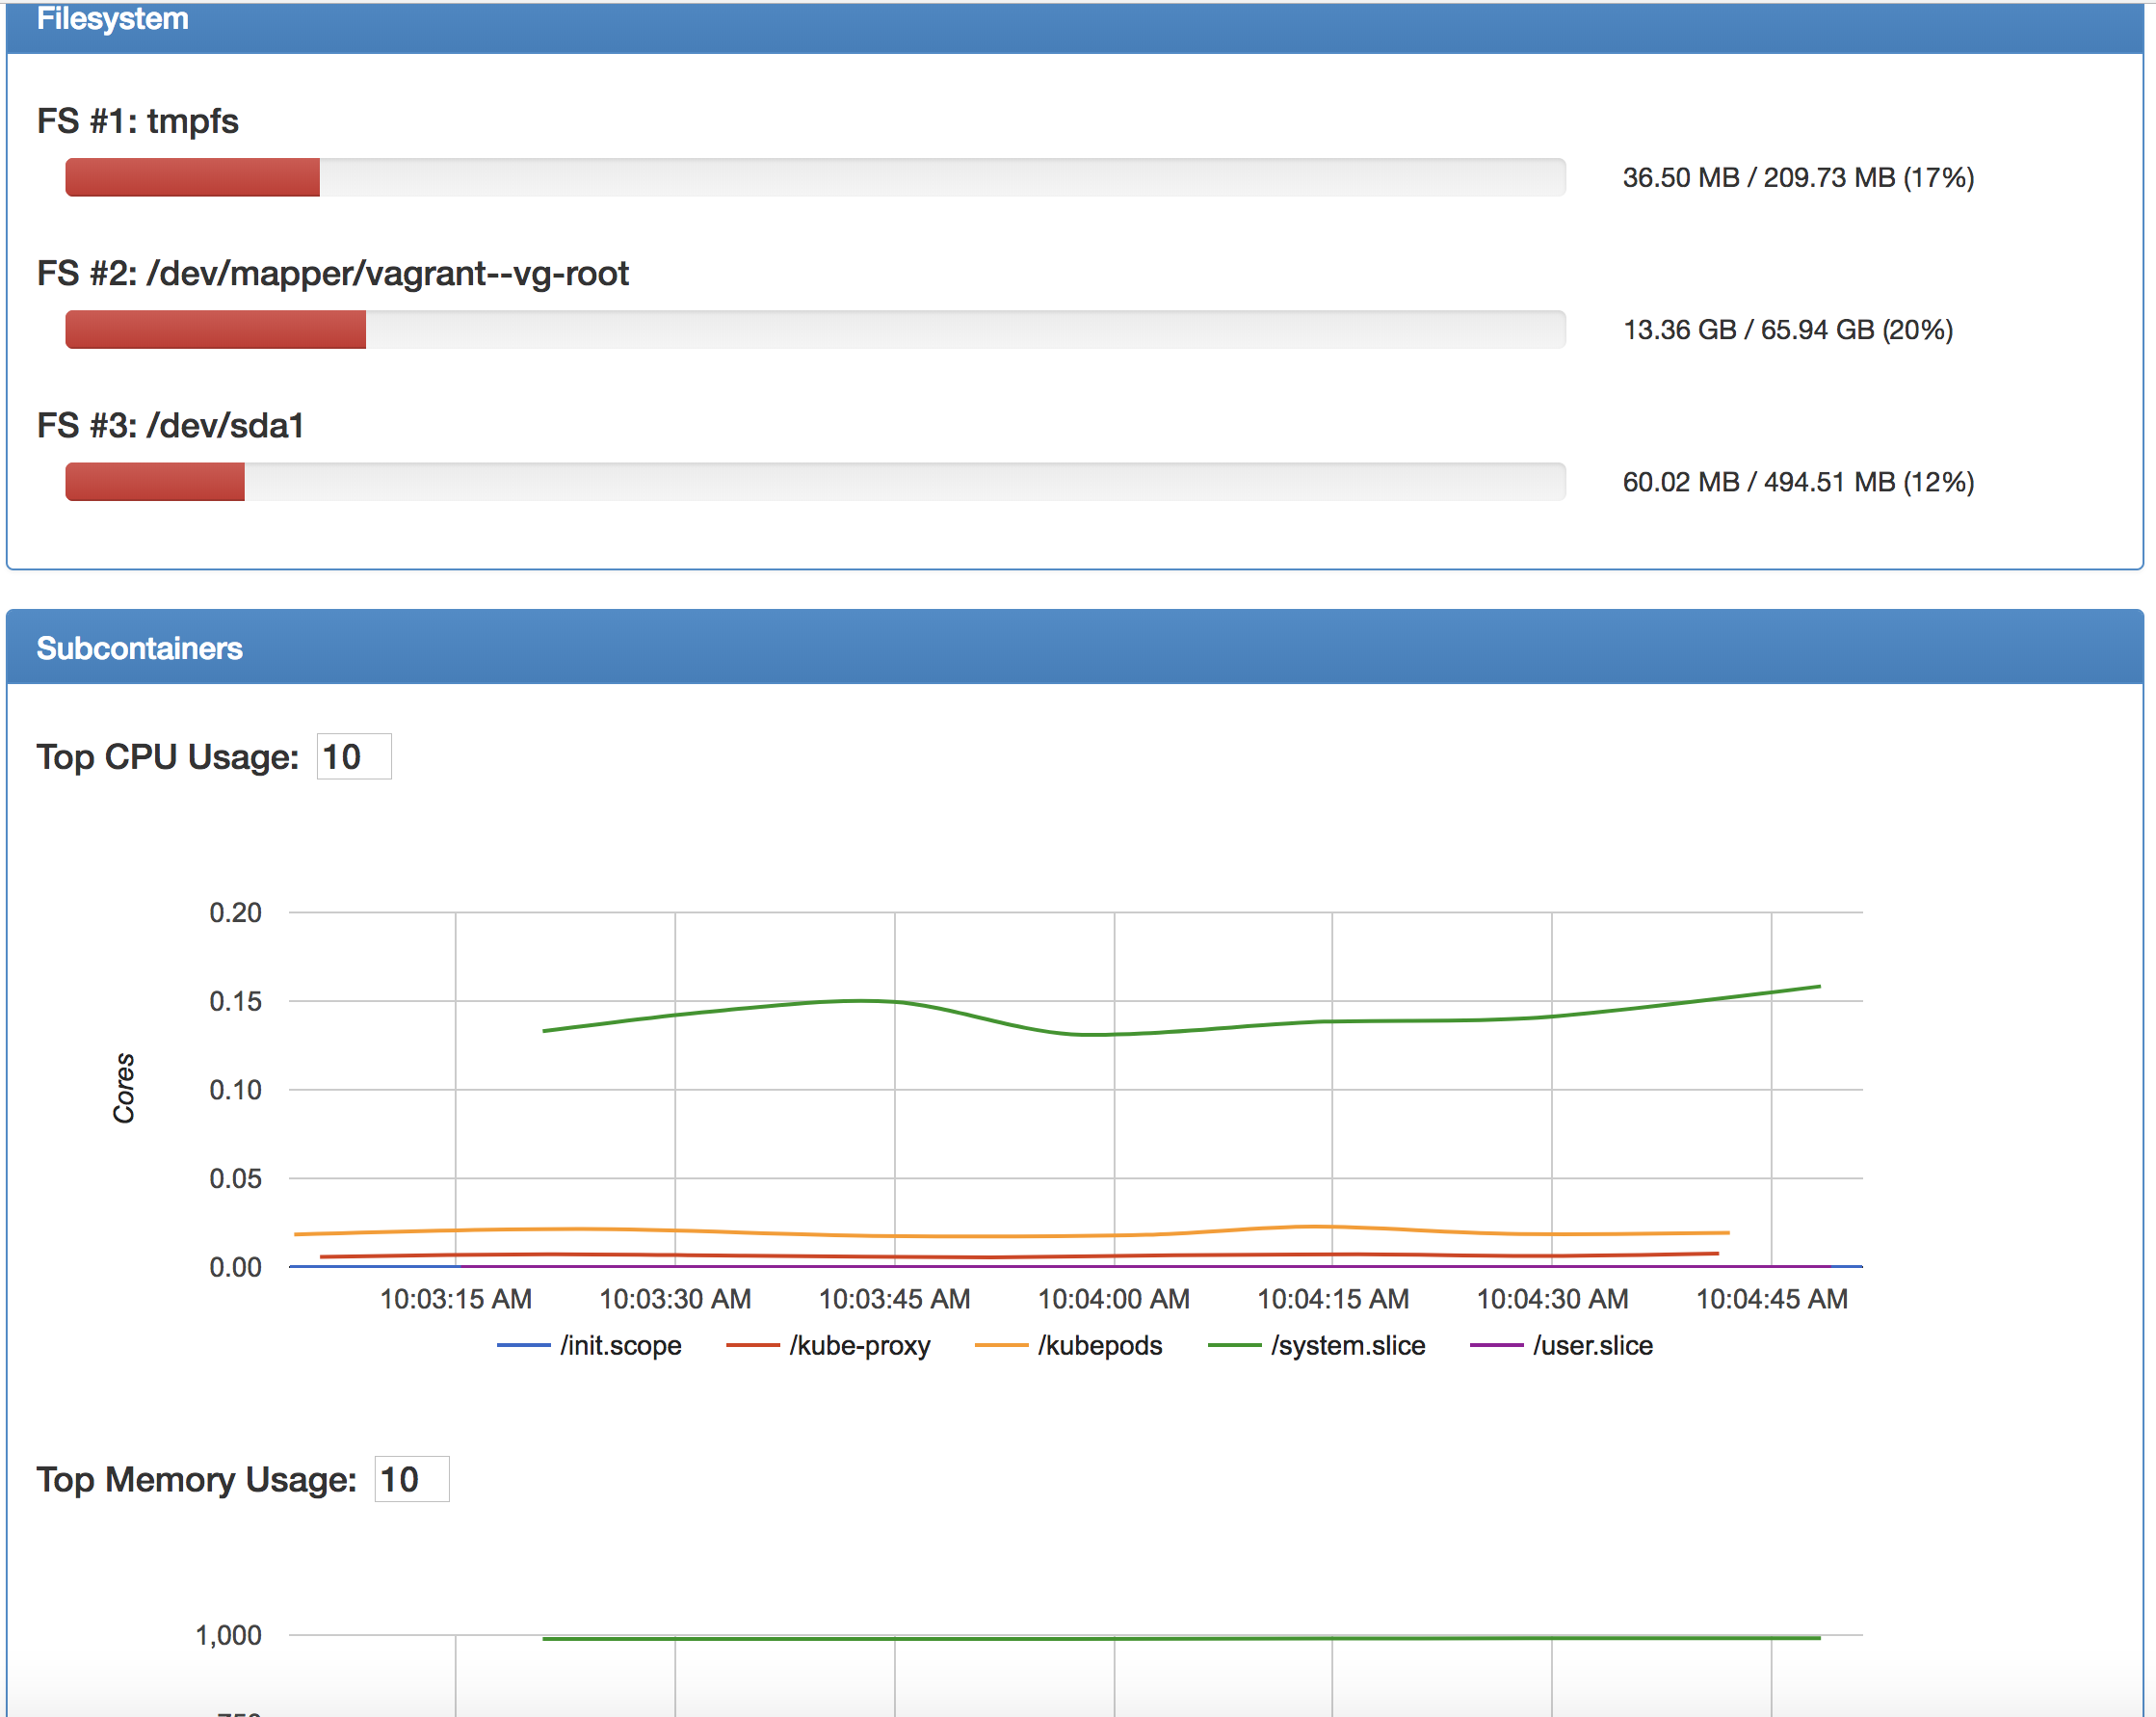 Filesystem
FS #1: tmpfs
36.50 MB / 209.73 MB (17%)
FS #2: /dev/mapper/vagrant--vg-root
13.36 GB / 65.94 GB (20%)
FS #3: /dev/sda1
60.02 MB / 494.51 MB (12%)
Subcontainers
Top CPU Usage: 10
0.20
0.15
0.10
0.05
0.00
Cores
10:03:15 AM 10:03:30 AM 10:03:45 AM 10:04:00 AM 10:04:15 AM 10:04:30 AM 10:04:45 AM
/init.scope /kube-proxy /kubepods /system.slice /user.slice
Top Memory Usage: 10
1,000